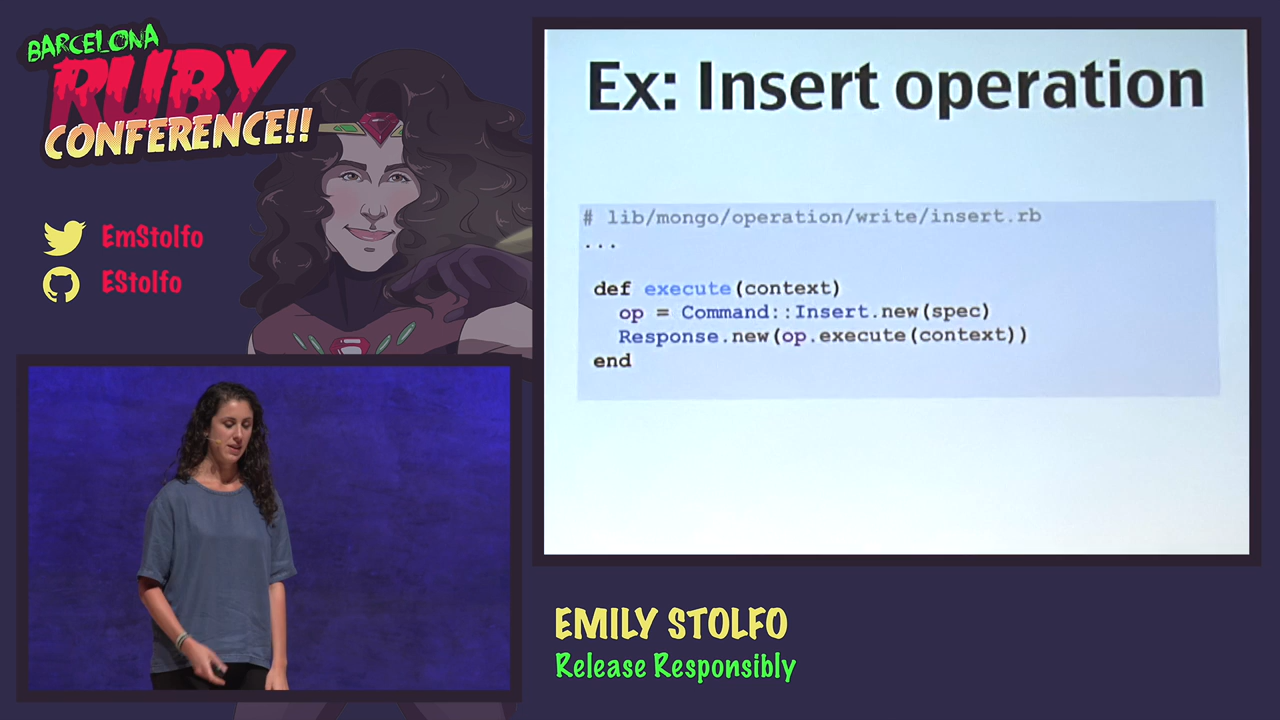 BARCELONA
RUBY
CONFERENCE!!
EmStolfo
EStolfo
Ex: Insert operation
# lib/mongo/operation/write/insert.rb
...
def execute(context)
op = Command::Insert.new(spec)
Response.new(op.execute(context))
end
EMILY STOLFO
Release Responsibly